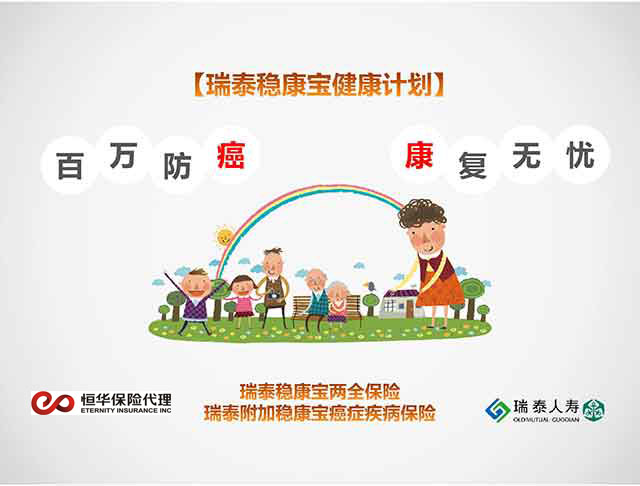 【瑞泰稳康宝健康计划】
百万防癌 康复无忧
瑞泰稳康宝两全保险
瑞泰附加稳康宝癌症疾病保险
恒华保险代理
ETERNITY INSURANCE INC
瑞泰人寿
OLDMUTUAL-GUODIAN